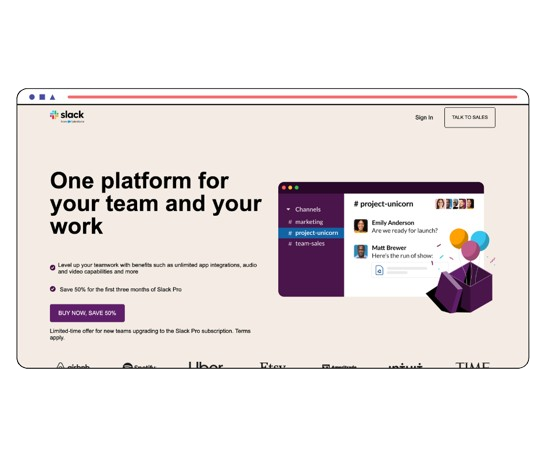 slack
Sign In
TALK TO SALES
One platform for
your team and your
work
Level up your teamwork with benefits such as unlimited app integrations, audio
and video capabilities and more
Save 50% for the first three months of Slack Pro
BUY NOW, SAVE 50%
Limited-time offer for new teams upgrading to the Slack Pro subscription. Terms
apply.
Channels
# marketing
# project-unicorn
# team-sales
# project-unicorn
Emily Anderson
Are we ready for launch?
Matt Brewer
Here's the run of show:
airbnb
Spotify
Uber
Etsy
intuit
TIME